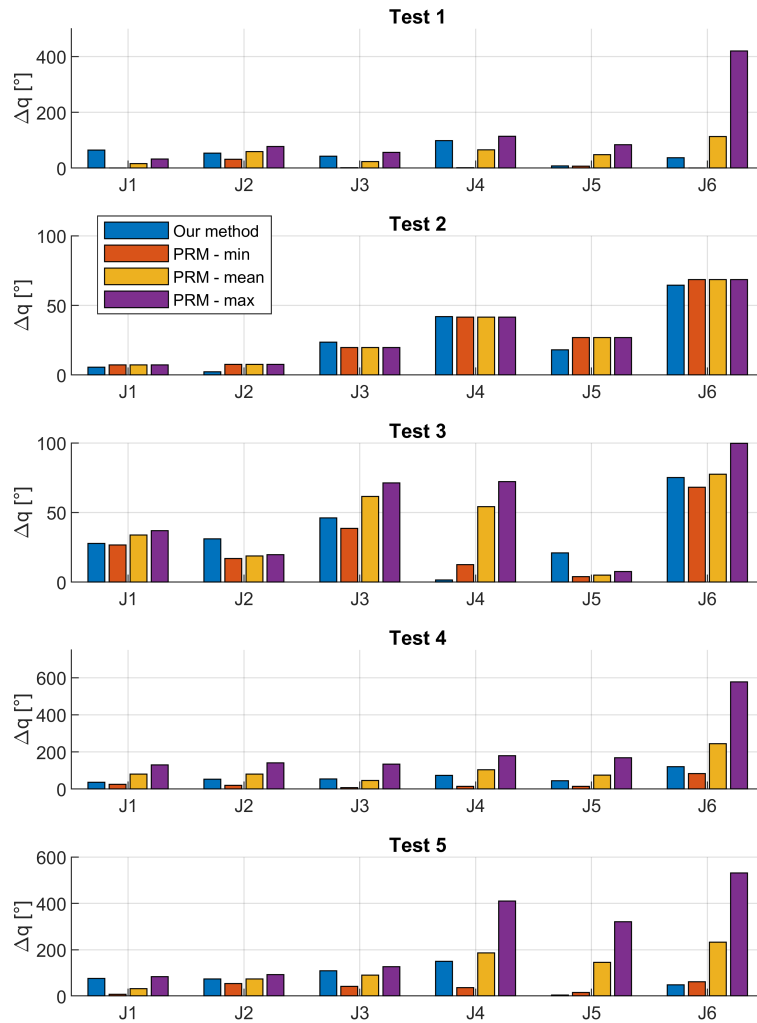 Test 1
Δq [°]
400
200
0
J1 J2 J3 J4 J5 J6
Test 2
Our method
PRM - min
PRM - mean
PRM - max
Δq [°]
100
50
0
J1 J2 J3 J4 J5 J6
Test 3
Δq [°]
100
50
0
J1 J2 J3 J4 J5 J6
Test 4
Δq [°]
600
400
200
0
J1 J2 J3 J4 J5 J6
Test 5
Δq [°]
600
400
200
0
J1 J2 J3 J4 J5 J6